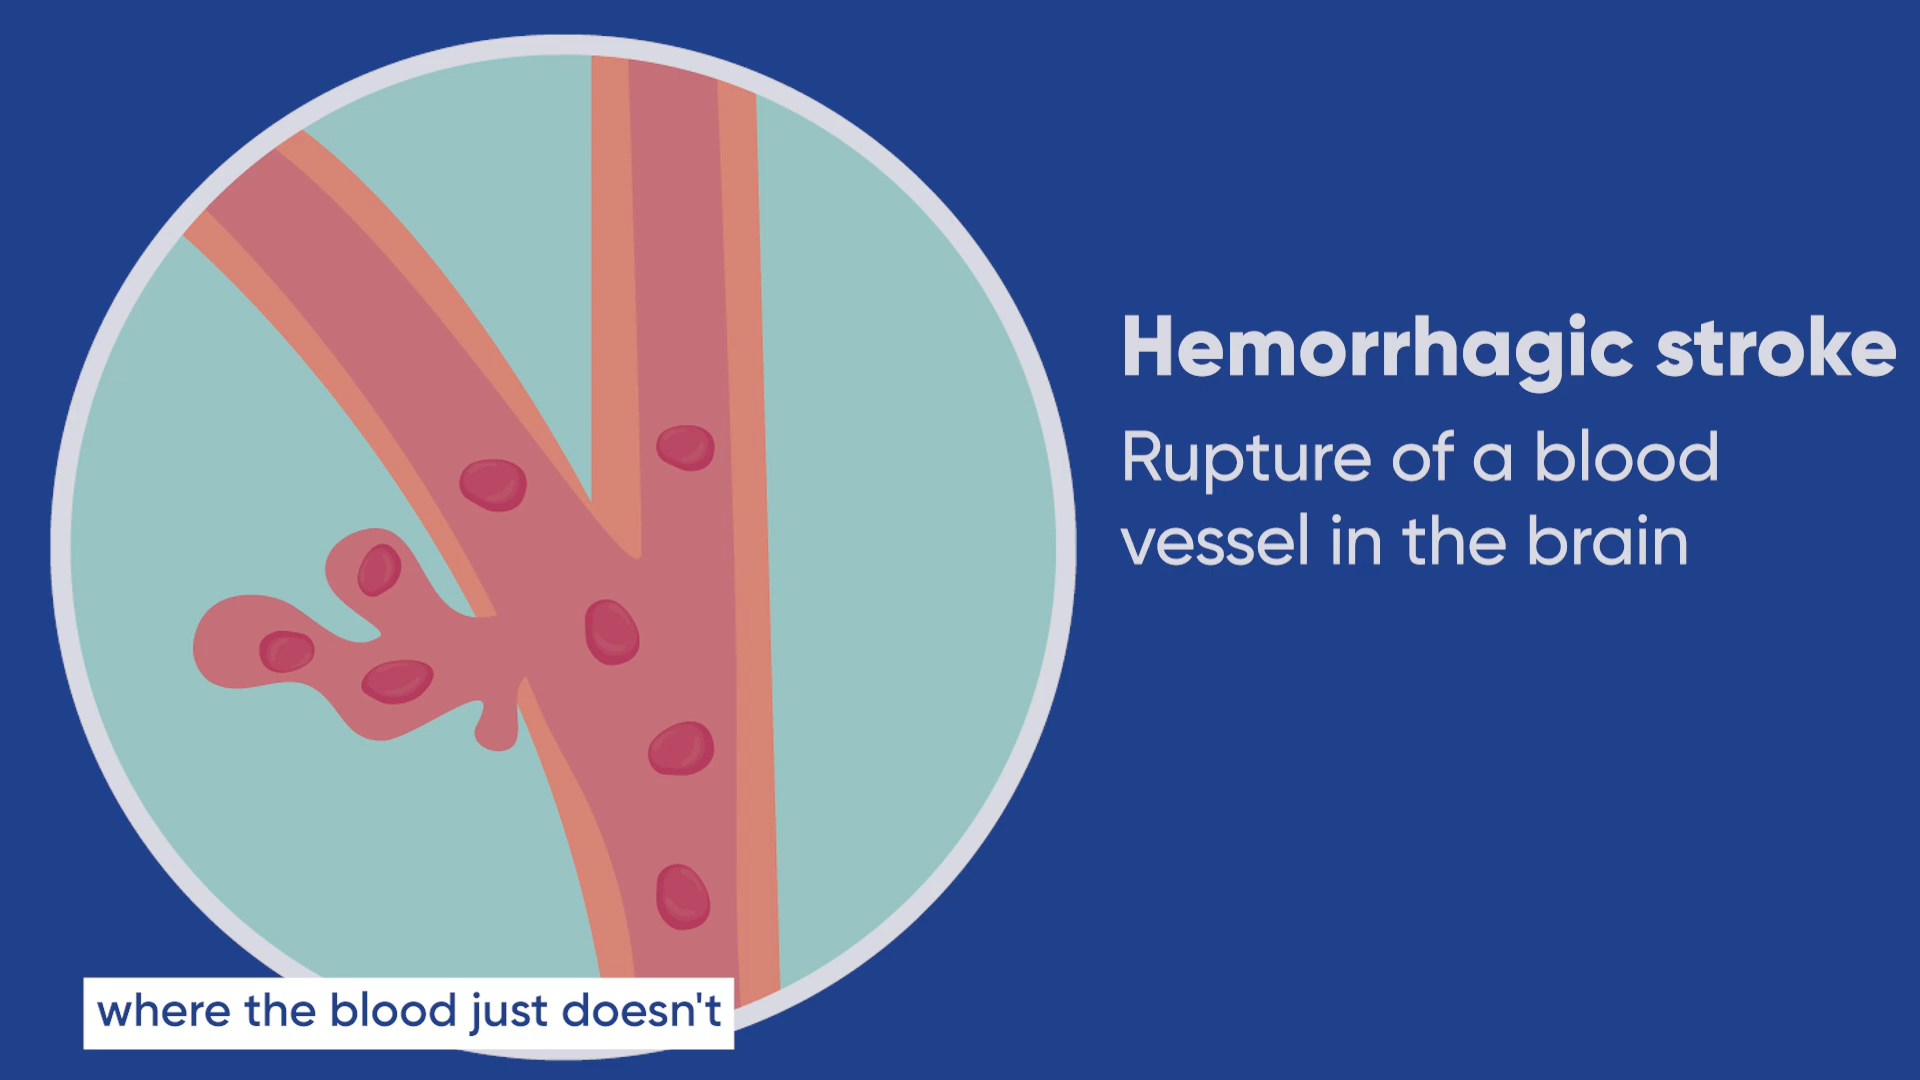 Hemorrhagic stroke
Rupture of a blood
vessel in the brain
where the blood just doesn't